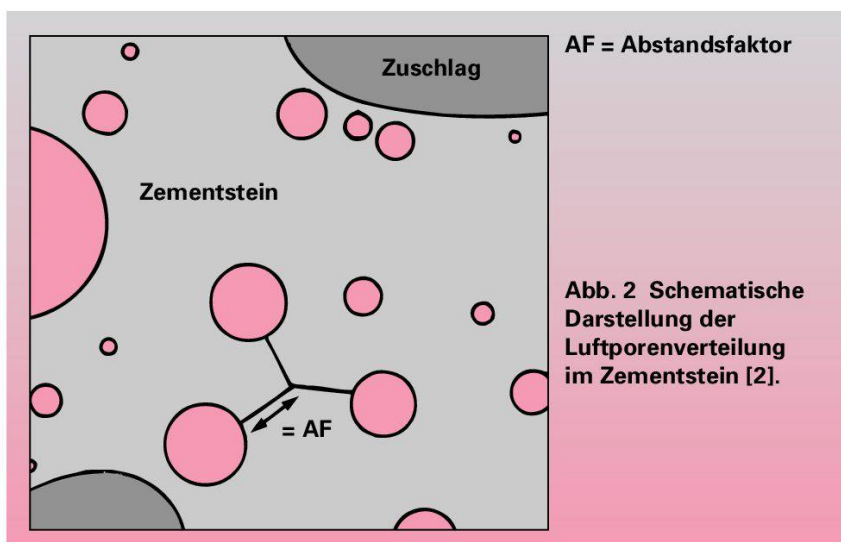 Zuschlag
AF = Abstandsfaktor
Zementstein
= AF
Abb. 2 Schematische
Darstellung der
Luftporenverteilung
im Zementstein [2].